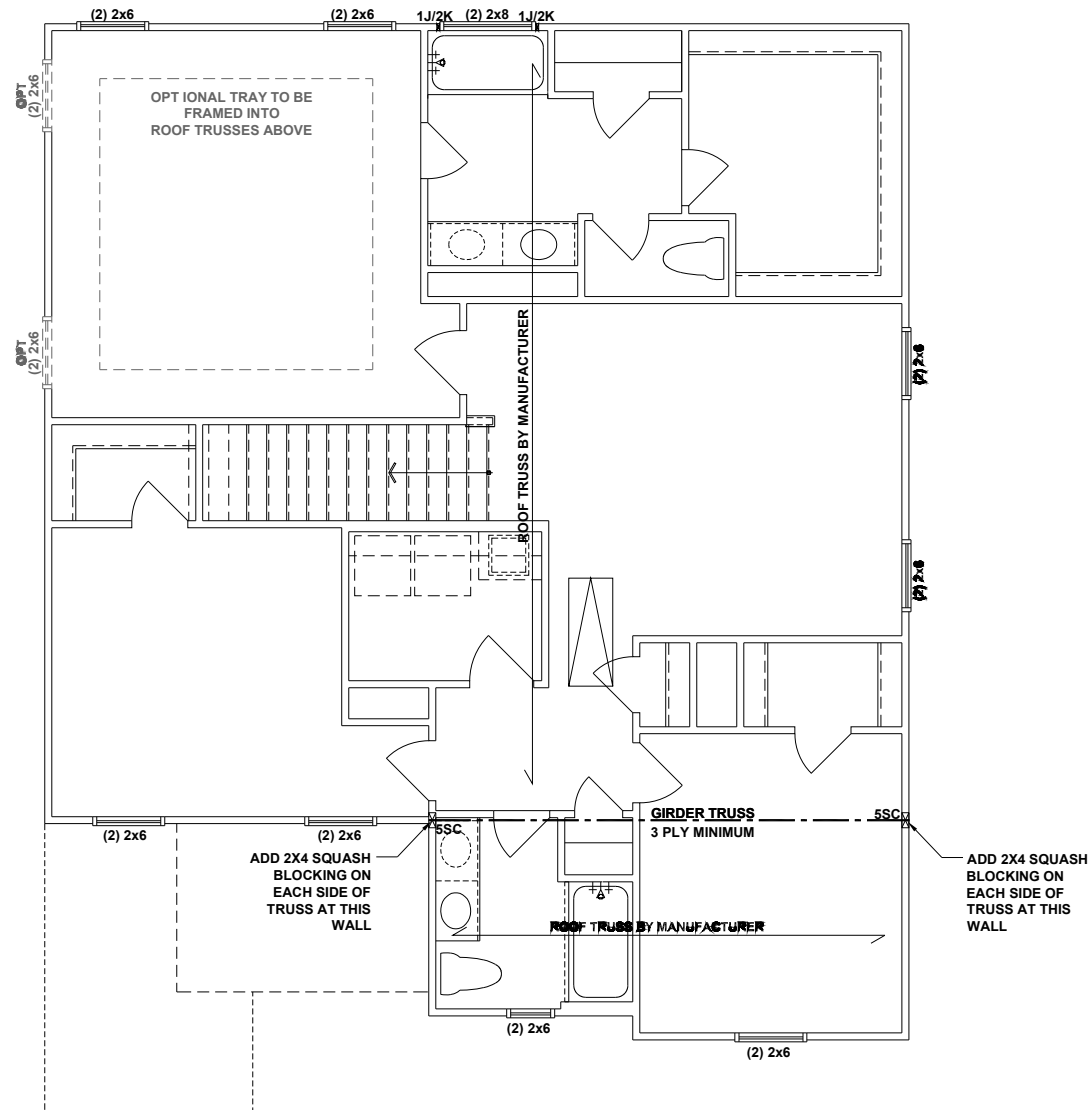 (2) 2x6
(2) 2x6
1J/2K
(2) 2x8
1J/2K
OPT
(2) 2x6
OPT IONAL TRAY TO BE
FRAMED INTO
ROOF TRUSSES ABOVE
OPT
(2) 2x6
(2) 2x6
ROOF TRUSS BY MANUFACTURER
(2) 2x6
GIRDER TRUSS
3 PLY MINIMUM
5SC
5SC
(2) 2x6
(2) 2x6
ADD 2X4 SQUASH
BLOCKING ON
EACH SIDE OF
TRUSS AT THIS
WALL
ADD 2X4 SQUASH
BLOCKING ON
EACH SIDE OF
TRUSS AT THIS
WALL
ROOF TRUSS BY MANUFACTURER
(2) 2x6
(2) 2x6